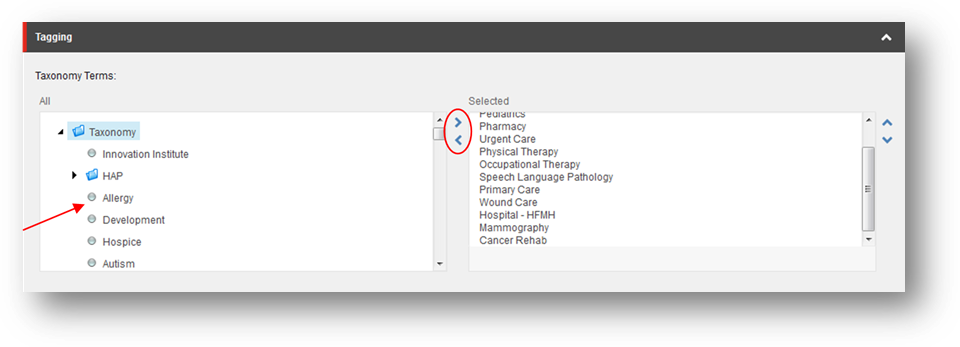 Tagging
Taxonomy Terms:
All
Taxonomy
Innovation Institute
HAP
Allergy
Development
Hospice
Autism
Selected
Pediatrics
Pharmacy
Urgent Care
Physical Therapy
Occupational Therapy
Speech Language Pathology
Primary Care
Wound Care
Hospital - HFMH
Mammography
Cancer Rehab